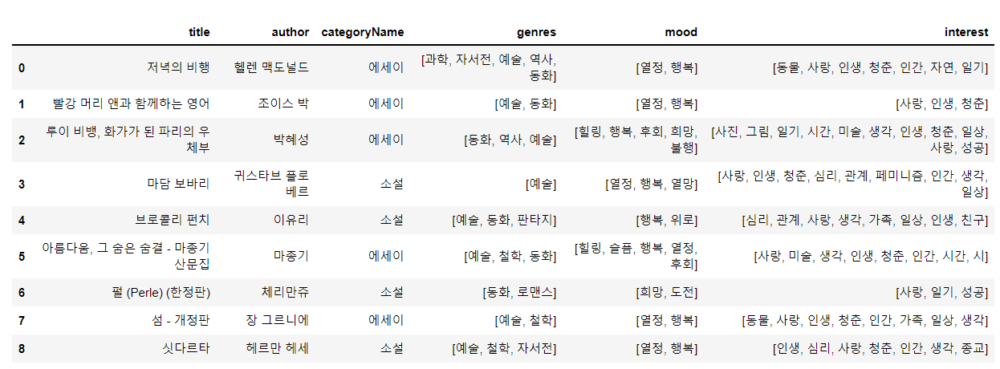 title author categoryName genres mood interest
0 저녁의 비행 헬렌 맥도널드 에세이 [과학, 자서전, 예술, 역사, 동화] [열정, 행복] [동물, 사랑, 인생, 청춘, 인간, 자연, 일기]
1 빨강 머리 앤과 함께하는 영어 조이스 박 에세이 [예술, 동화] [열정, 행복] [사랑, 인생, 청춘]
2 루이 비뱅, 화가가 된 파리의 우체부 박혜성 에세이 [동화, 역사, 예술] [힐링, 행복, 후회, 희망, 불행] [사진, 그림, 일기, 시간, 미술, 생각, 인생, 청춘, 일상, 사랑, 성공]
3 마담 보바리 귀스타브 플로베르 소설 [예술] [열정, 행복, 열망] [사랑, 인생, 청춘, 심리, 관계, 페미니즘, 인간, 생각, 일상]
4 브로콜리 펀치 이유리 소설 [예술, 동화, 판타지] [행복, 위로] [심리, 관계, 사랑, 생각, 가족, 일상, 인생, 친구]
5 아름다움, 그 숨은 숨결 - 마종기 산문집 마종기 에세이 [예술, 철학, 동화] [힐링, 슬픔, 행복, 열정, 후회] [사랑, 미술, 생각, 인생, 청춘, 인간, 시간, 시]
6 펄 (Perle) (한정판) 체리만쥬 소설 [동화, 로맨스] [희망, 도전] [사랑, 일기, 성공]
7 섬 - 개정판 장 그르니에 에세이 [예술, 철학] [열정, 행복] [동물, 사랑, 인생, 청춘, 인간, 가족, 일상, 생각]
8 싯다르타 헤르만 헤세 소설 [예술, 철학, 자서전] [열정, 행복] [인생, 심리, 사랑, 청춘, 인간, 생각, 종교]